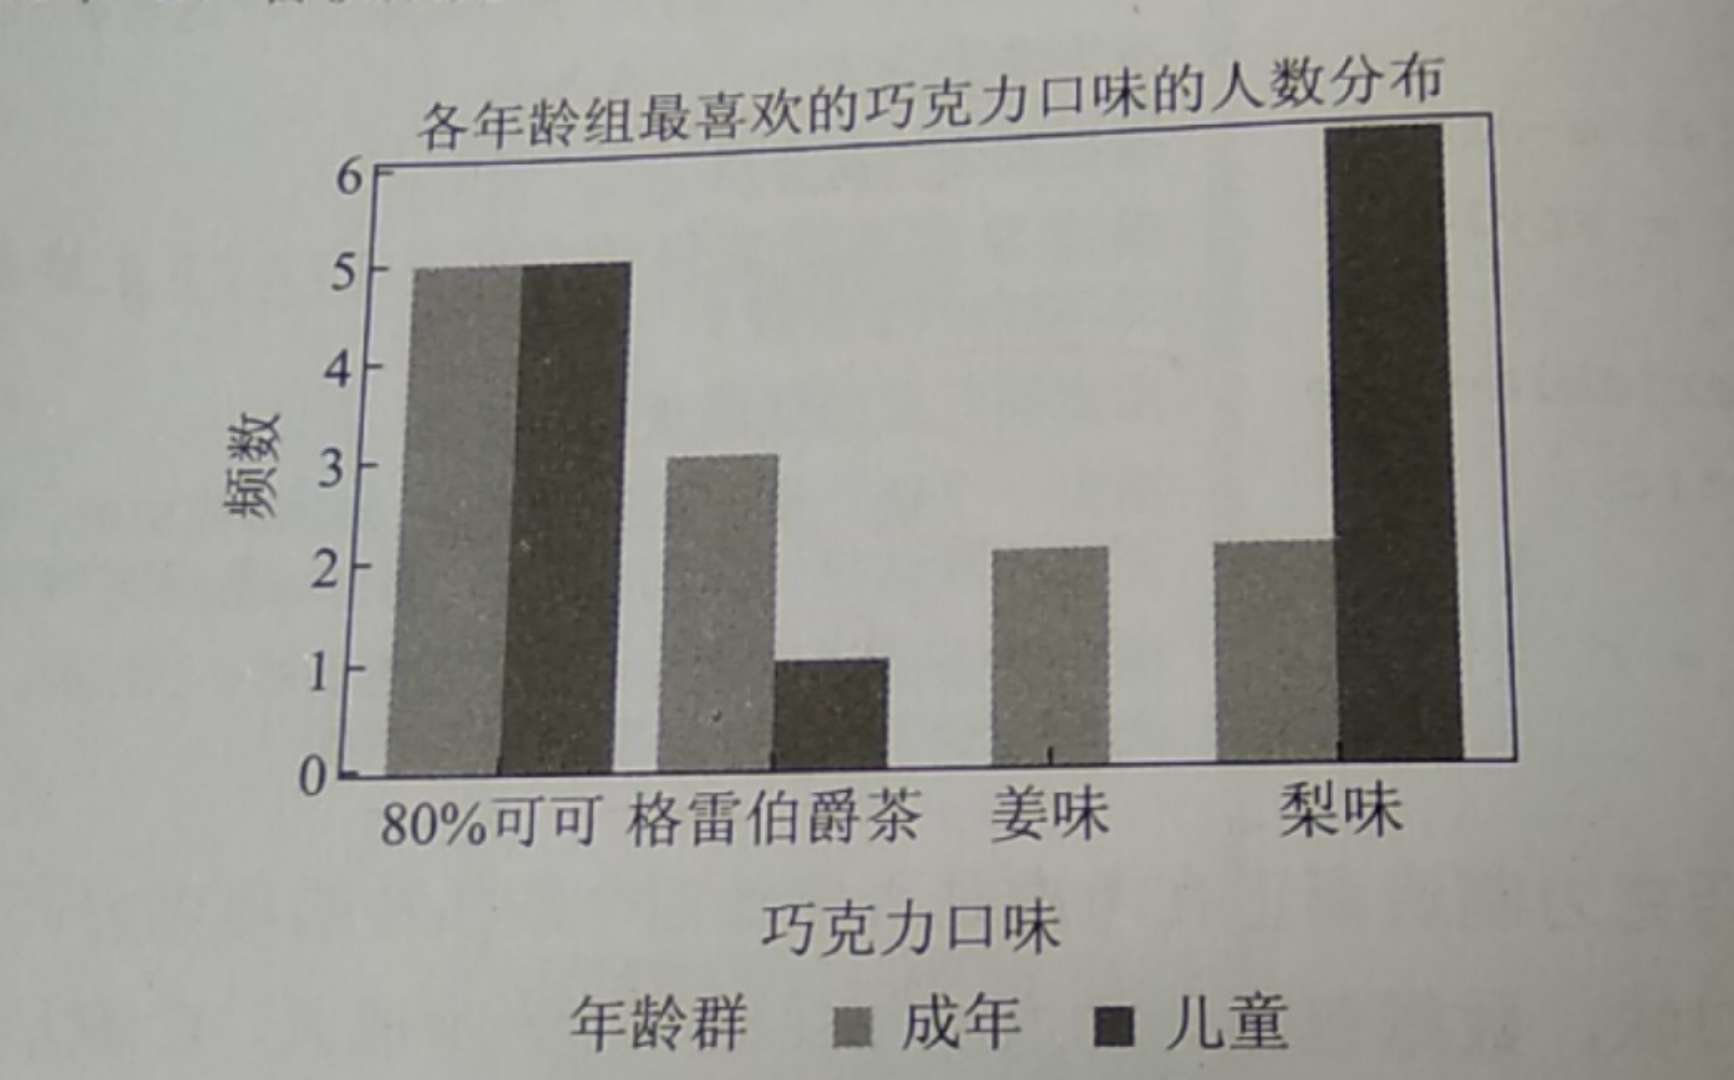 各年龄组最喜欢的巧克力口味的人数分布
6
5
4
3
2
1
0
频数
80%可可 格雷伯爵茶 姜味 梨味
巧克力口味
年龄群 成年 儿童